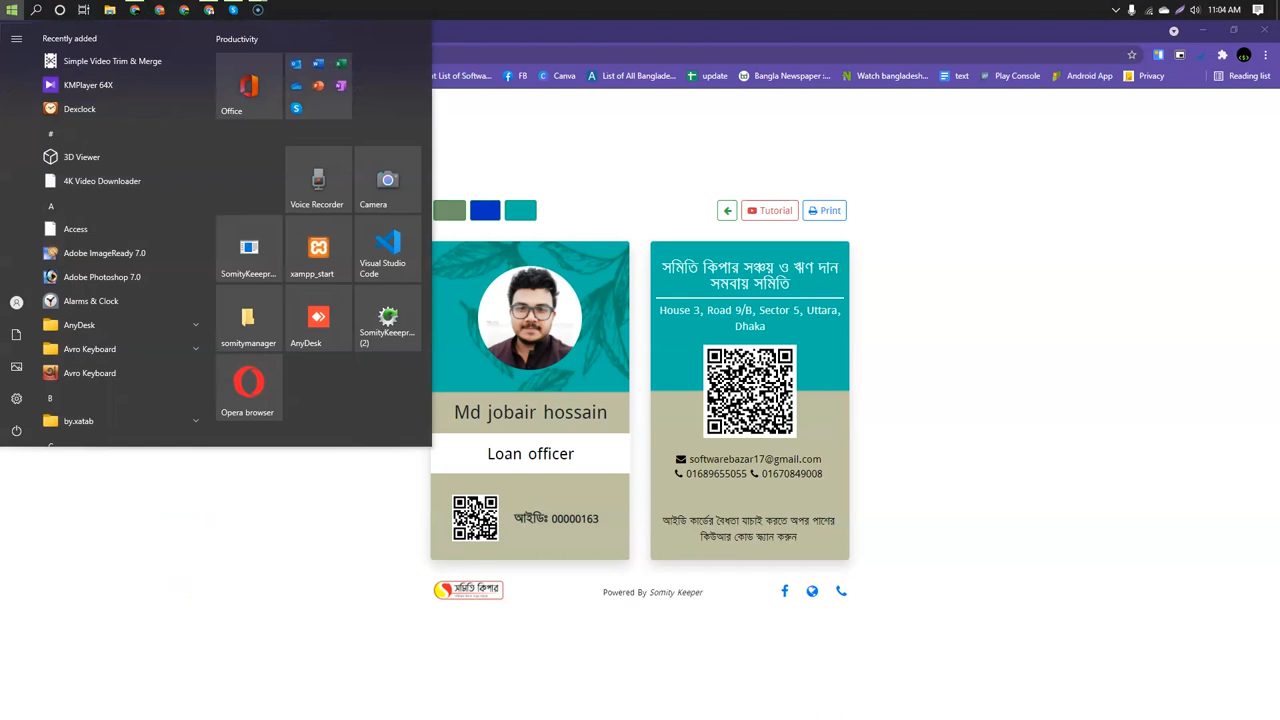 11:04 AM
Recently added
Simple Video Trim & Merge
KMPlayer 64X
Dexclock
#
3D Viewer
4K Video Downloader
A
Access
Adobe ImageReady 7.0
Adobe Photoshop 7.0
Alarms & Clock
AnyDesk
Avro Keyboard
Avro Keyboard
B
by.xatab
Productivity
Office
Voice Recorder
Camera
SomityKeeepr...
xampp_start
Visual Studio
Code
somitymanager
AnyDesk
SomityKeeepr...
(2)
Opera browser
nt List of Softwa...
FB
Canva
List of All Banglade...
update
Bangla Newspaper :...
Watch bangladesh...
text
Play Console
Android App
Privacy
Reading list
Tutorial
Print
Md jobair hossain
Loan officer
আইডিঃ 00000163
সমিতি কিপার সঞ্চয় ও ঋণ দান
সমবায় সমিতি
House 3, Road 9/B, Sector 5, Uttara,
Dhaka
softwarebazar17@gmail.com
01689655055 01670849008
আইডি কার্ডের বৈধতা যাচাই করতে অপর পাশের
কিউআর কোড স্ক্যান করুন
সমিতি কিপার
Powered By Somity Keeper